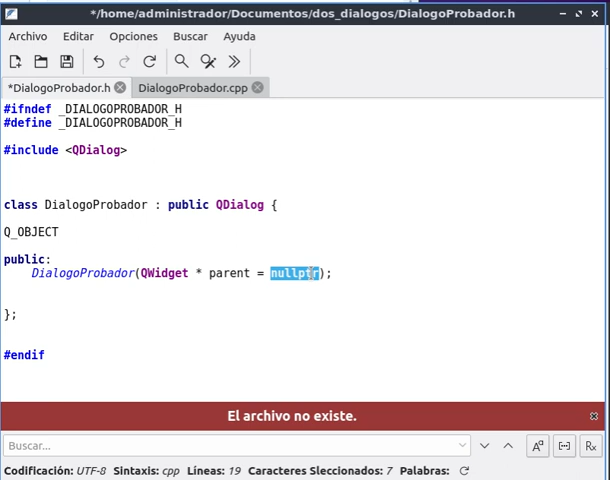 */home/administrador/Documentos/dos_dialogos/DialogoProbador.h
Archivo Editar Opciones Buscar Ayuda
*DialogoProbador.h DialogoProbador.cpp
#ifndef _DIALOGOPROBADOR_H
#define _DIALOGOPROBADOR_H
#include <QDialog>
class DialogoProbador : public QDialog {
Q_OBJECT
public:
DialogoProbador(QWidget * parent = nullptr);
};
#endif
El archivo no existe.
Buscar...
Codificación: UTF-8 Sintaxis: cpp Líneas: 19 Caracteres Sleccionados: 7 Palabras: